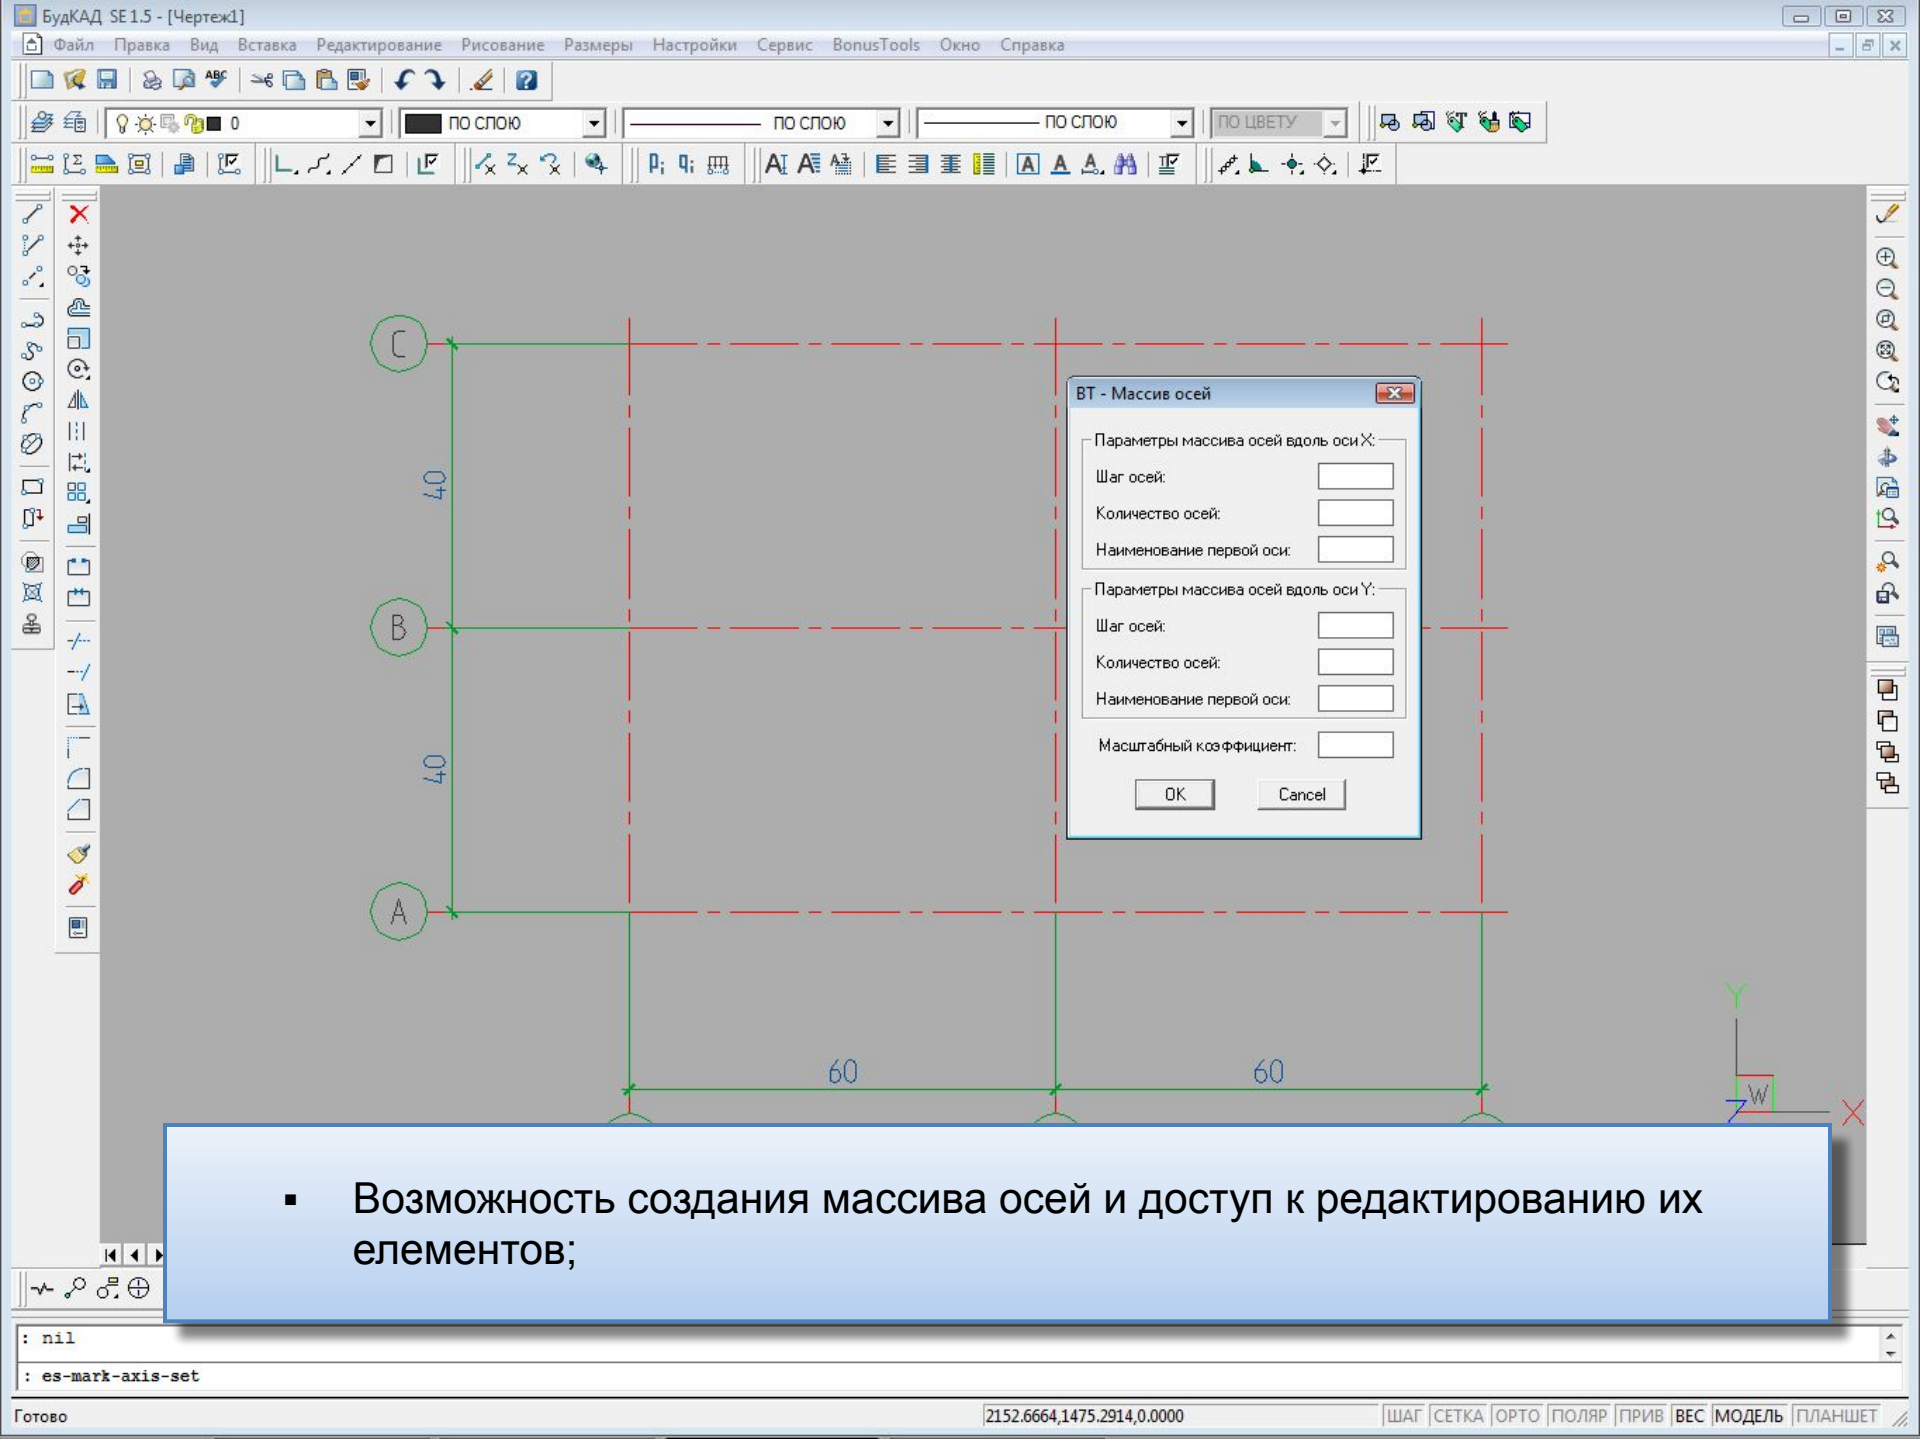 БудКАД SE 1.5 - [Чертеж1]
Файл Правка Вид Вставка Редактирование Рисование Размеры Настройки Сервис BonusTools Окно Справка
0 ПО СЛОЮ ПО СЛОЮ ПО СЛОЮ ПО ЦВЕТУ
C
BT - Массив осей
Параметры массива осей вдоль оси X:
Шаг осей:
Количество осей:
Наименование первой оси:
Параметры массива осей вдоль оси Y:
Шаг осей:
Количество осей:
Наименование первой оси:
Масштабный коэффициент:
OK Cancel
40
B
40
A
60 60
Y
W
Z X
▪ Возможность создания массива осей и доступ к редактированию их
елементов;
: nil
: es-mark-axis-set
Готово 2152.6664,1475.2914,0.0000 ШАГ СЕТКА ОРТО ПОЛЯР ПРИВ ВЕС МОДЕЛЬ ПЛАНШЕТ